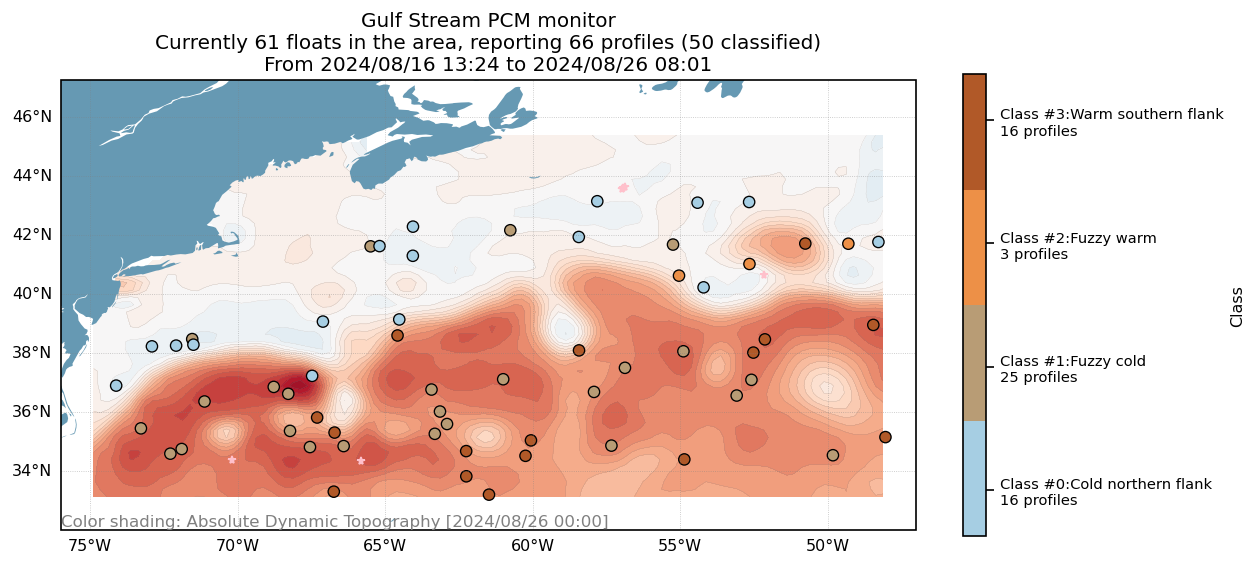 Gulf Stream PCM monitor
Currently 61 floats in the area, reporting 66 profiles (50 classified)
From 2024/08/16 13:24 to 2024/08/26 08:01
46°N
44°N
42°N
40°N
38°N
36°N
34°N
Color shading: Absolute Dynamic Topography [2024/08/26 00:00]
75°W
70°W
65°W
60°W
55°W
50°W
Class #3:Warm southern flank
16 profiles
Class #2:Fuzzy warm
3 profiles
Class #1:Fuzzy cold
25 profiles
Class #0:Cold northern flank
16 profiles
Class